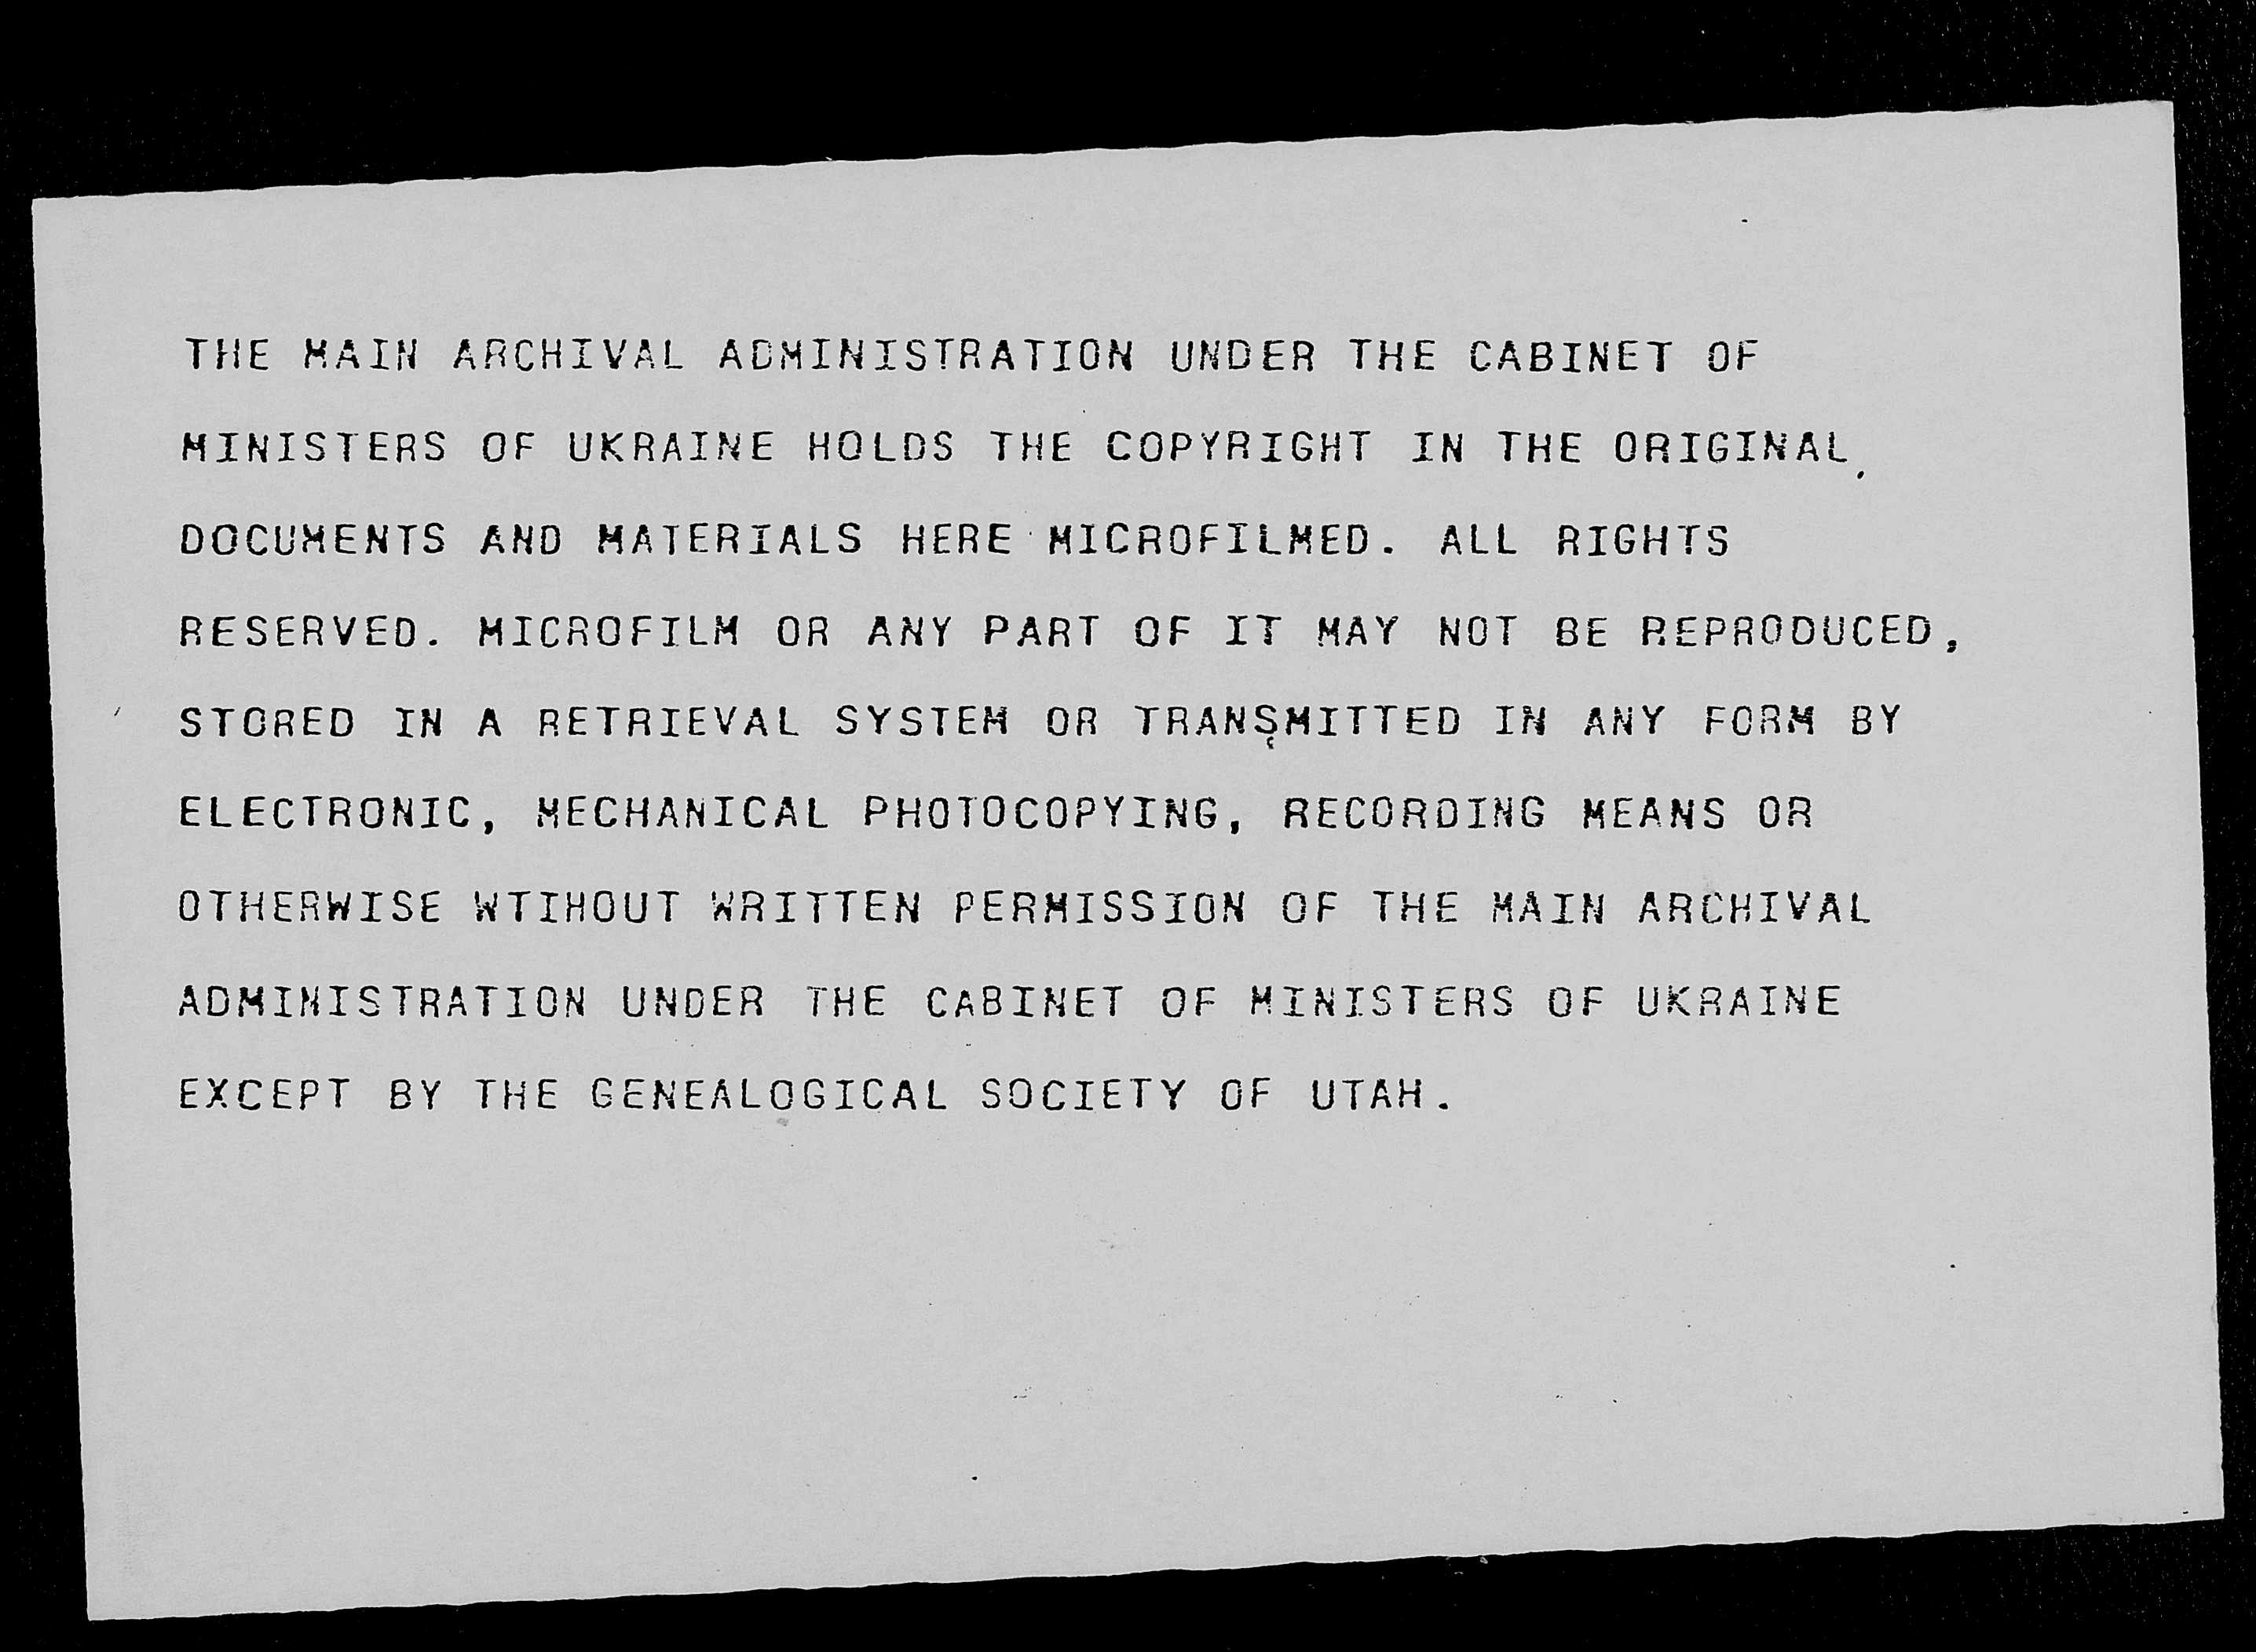 THE MAIN ARCHIVAL ADMINISTRATION UNDER THE CABINET OF
MINISTERS OF UKRAINE HOLDS THE COPYRIGHT IN THE ORIGINAL
DOCUMENTS AND MATERIALS HERE MICROFILMED. ALL RIGHTS
RESERVED. MICROFILM OR ANY PART OF IT MAY NOT BE REPRODUCED,
STORED IN A RETRIEVAL SYSTEM OR TRANSMITTED IN ANY FORM BY
ELECTRONIC, MECHANICAL PHOTOCOPYING, RECORDING MEANS OR
OTHERWISE WTIHOUT WRITTEN PERMISSION OF THE MAIN ARCHIVAL
ADMINISTRATION UNDER THE CABINET OF MINISTERS OF UKRAINE
EXCEPT BY THE GENEALOGICAL SOCIETY OF UTAH.